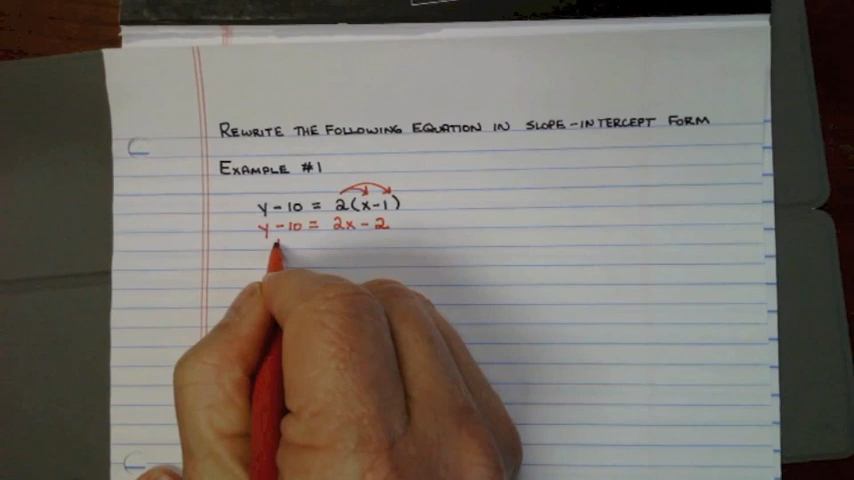 REWRITE THE FOLLOWING EQUATION IN SLOPE-INTERCEPT FORM
EXAMPLE #1
y - 10 = 2(x-1)
y - 10 = 2x - 2